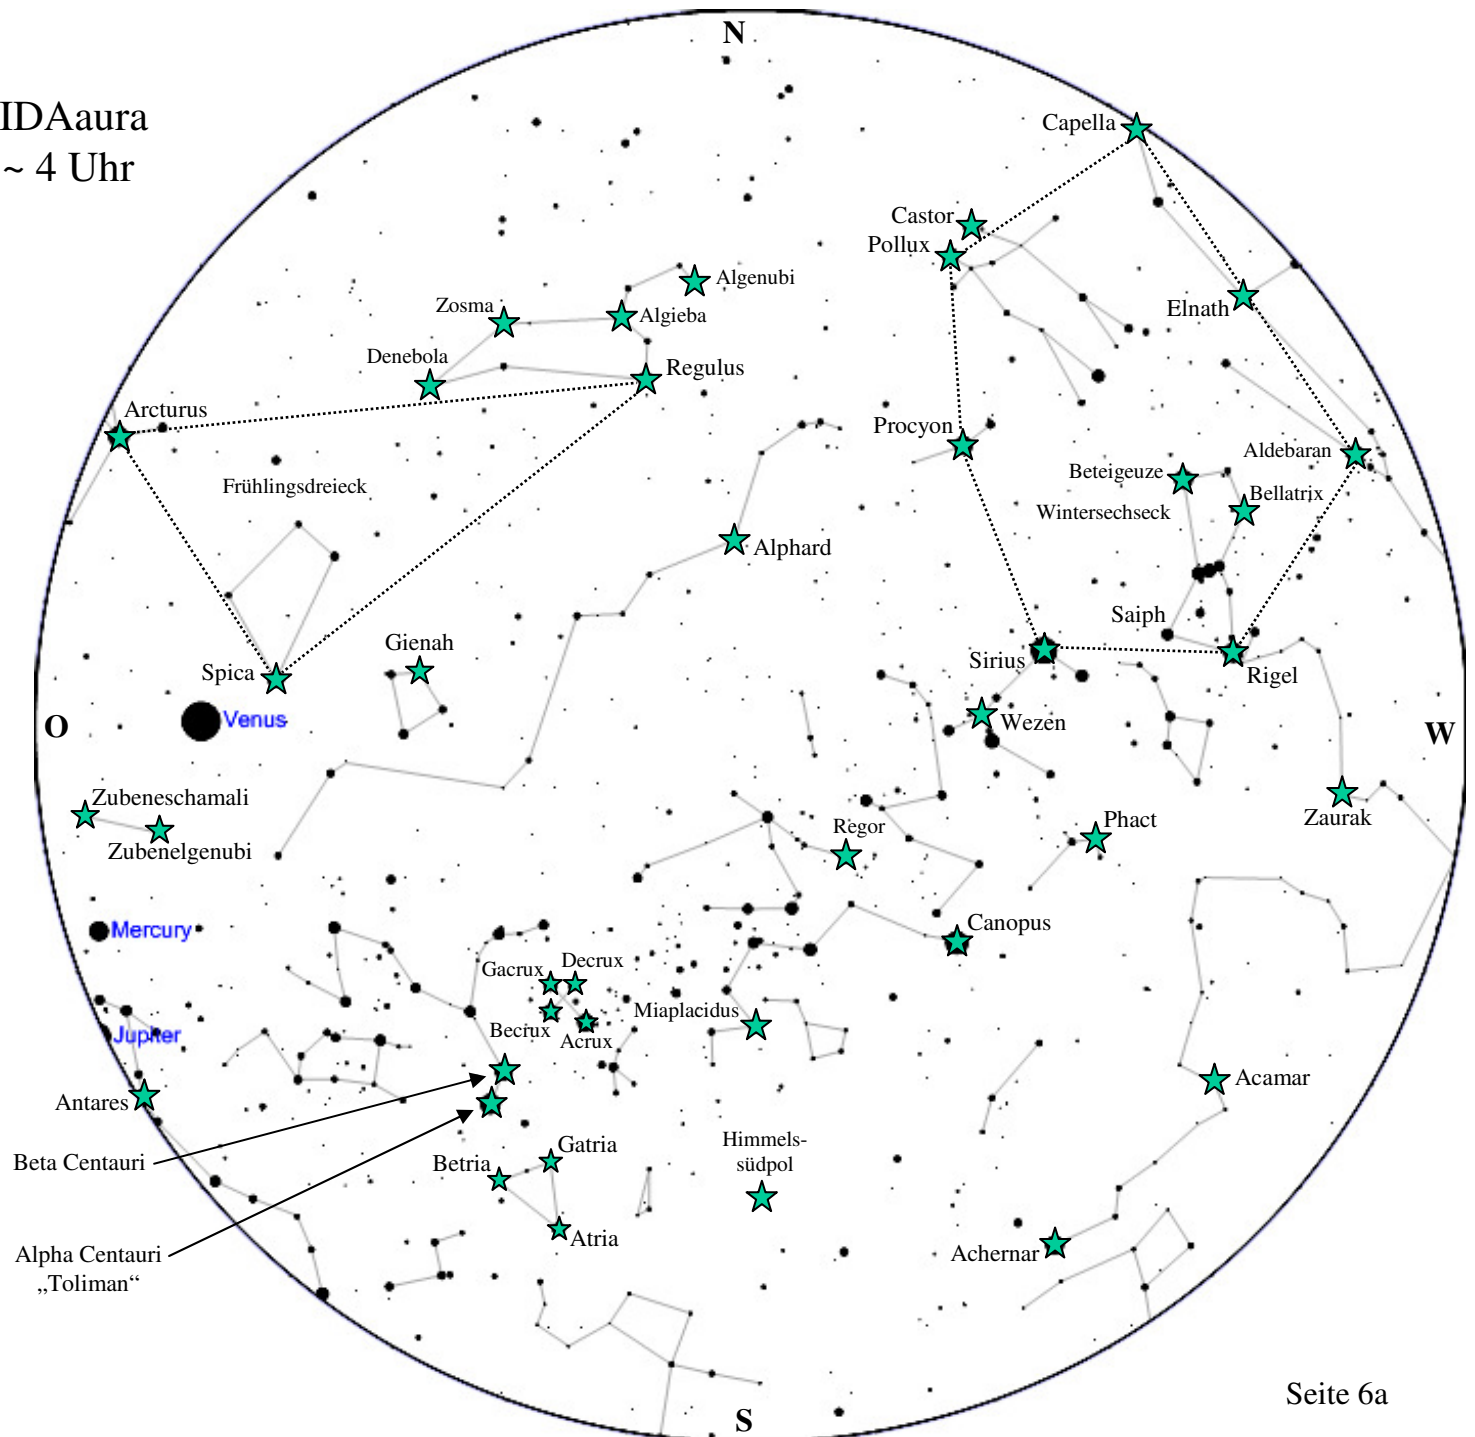 N
IDAaura
~ 4 Uhr
Capella
Castor
Pollux
Algenubi
Zosma
Algieba
Elnath
Denebola
Regulus
Arcturus
Procyon
Aldebaran
Beteigeuze
Bellatrix
Frühlingsdreieck
Wintersechseck
Alphard
Saiph
Gienah
Spica
Sirius
Rigel
O
Venus
Wezen
W
Zubeneschamali
Zaurak
Phact
Regor
Zubenelgenubi
Canopus
Mercury
Decrux
Gacrux
Miaplacidus
Becrux
Acrux
Jupiter
Acamar
Antares
Himmels-
südpol
Gatria
Beta Centauri
Betria
Atria
Achernar
Alpha Centauri
„Toliman“
Seite 6a
S